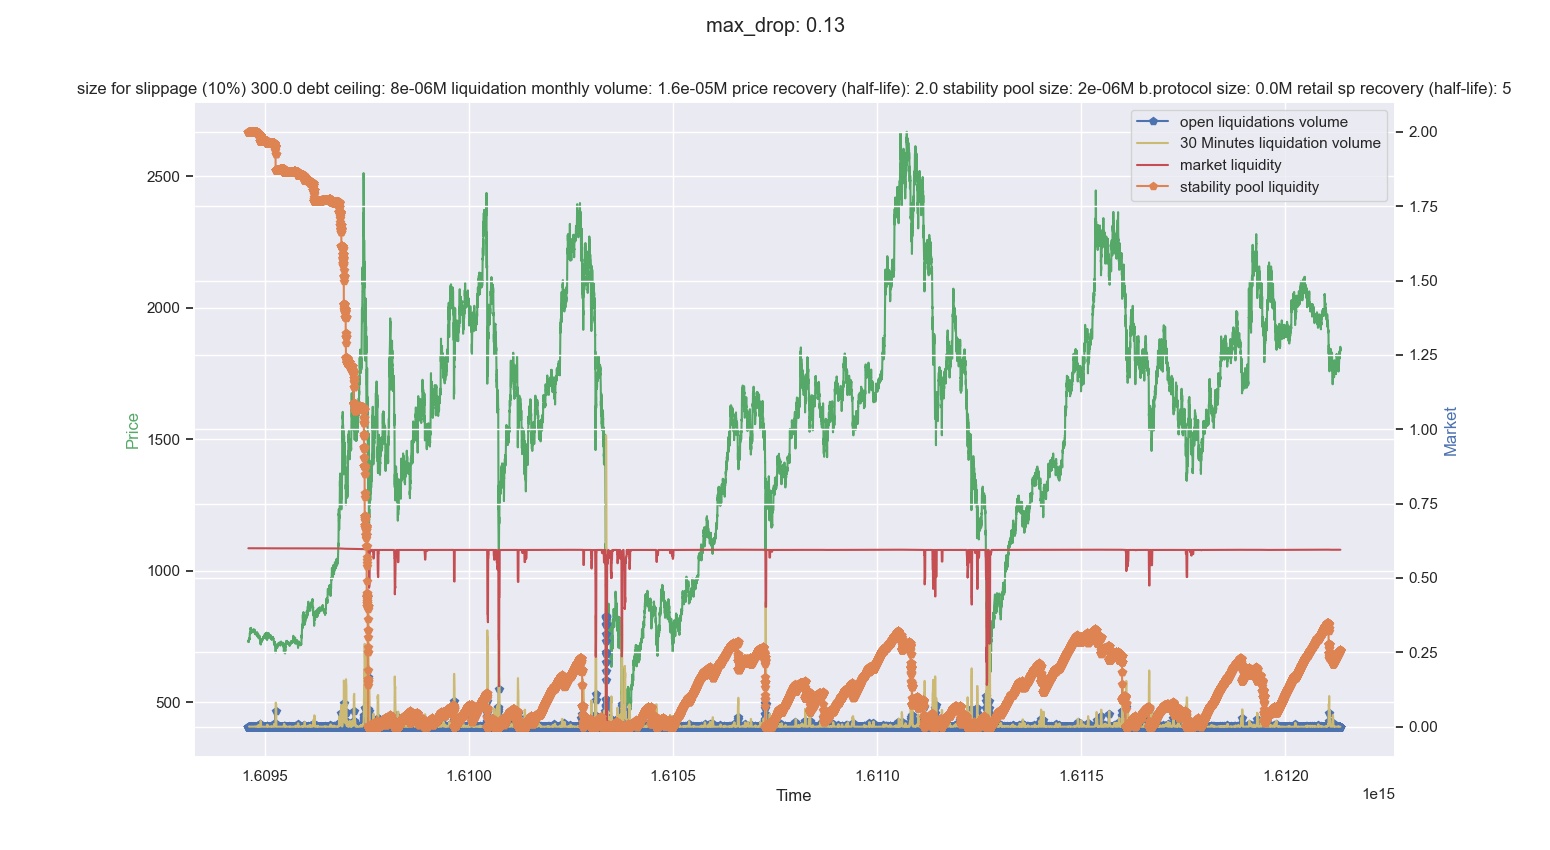 max_drop: 0.13
size for slippage (10%) 300.0 debt ceiling: 8e-06M liquidation monthly volume: 1.6e-05M price recovery (half-life): 2.0 stability pool size: 2e-06M b.protocol size: 0.0M retail sp recovery (half-life): 5
open liquidations volume
30 Minutes liquidation volume
market liquidity
stability pool liquidity
2500
2000
1500
1000
500
Price
2.00
1.75
1.50
1.25
1.00
0.75
0.50
0.25
0.00
Market
1.6095 1.6100 1.6105 1.6110 1.6115 1.6120
1e15
Time